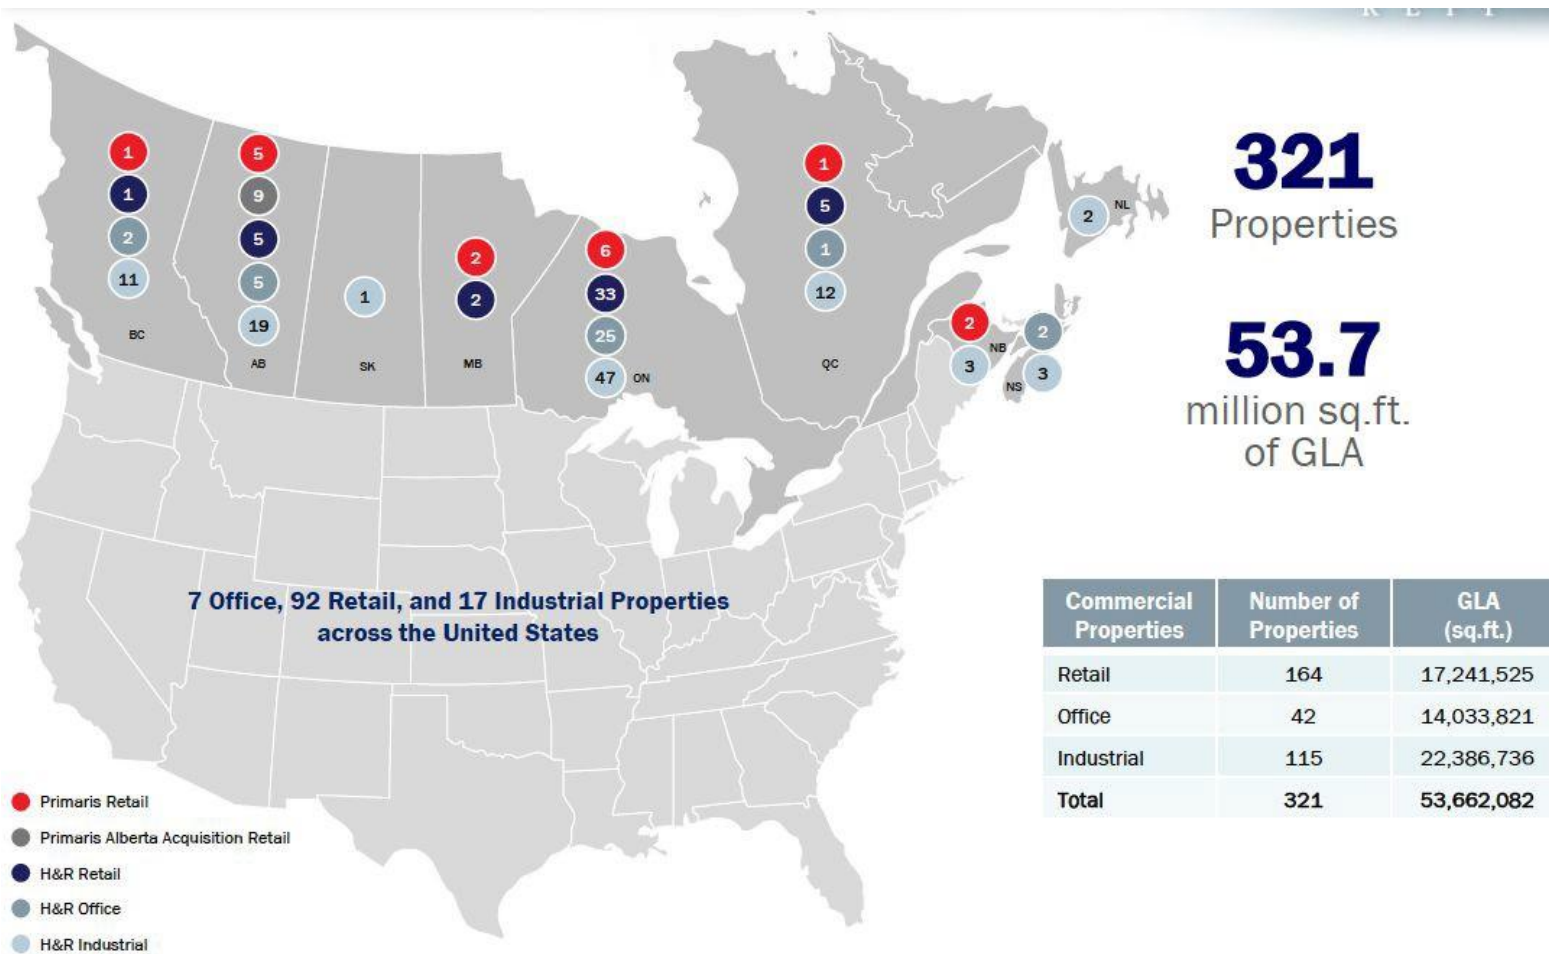 R E I T
1
1
2
11
BC
5
9
5
5
19
AB
1
SK
2
2
MB
6
33
25
47 ON
1
5
1
12
QC
2 NL
2
3
NB
2
3
NS
321
Properties
53.7
million sq.ft.
of GLA
7 Office, 92 Retail, and 17 Industrial Properties
across the United States
Commercial Properties Number of Properties GLA (sq.ft.)
Retail 164 17,241,525
Office 42 14,033,821
Industrial 115 22,386,736
Total 321 53,662,082
Primaris Retail
Primaris Alberta Acquisition Retail
H&R Retail
H&R Office
H&R Industrial